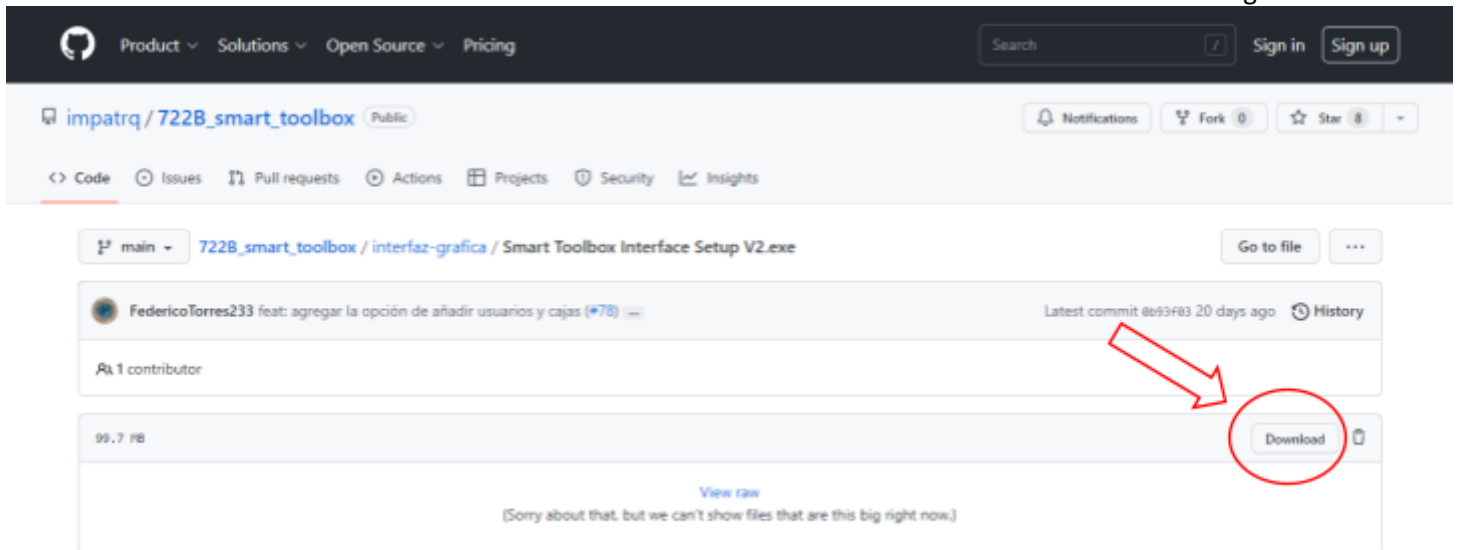 Product Solutions Open Source Pricing Search / Sign in Sign up
impatrq / 722B_smart_toolbox Public Notifications Fork 0 Star 8
<> Code Issues Pull requests Actions Projects Security Insights
main 722B_smart_toolbox / interfaz-grafica / Smart Toolbox Interface Setup V2.exe Go to file ...
FedericoTorres233 feat: agregar la opción de añadir usuarios y cajas (#78) ... Latest commit 0b93f03 20 days ago History
1 contributor
99.7 MB Download
View raw
(Sorry about that, but we can't show files that are this big right now.)